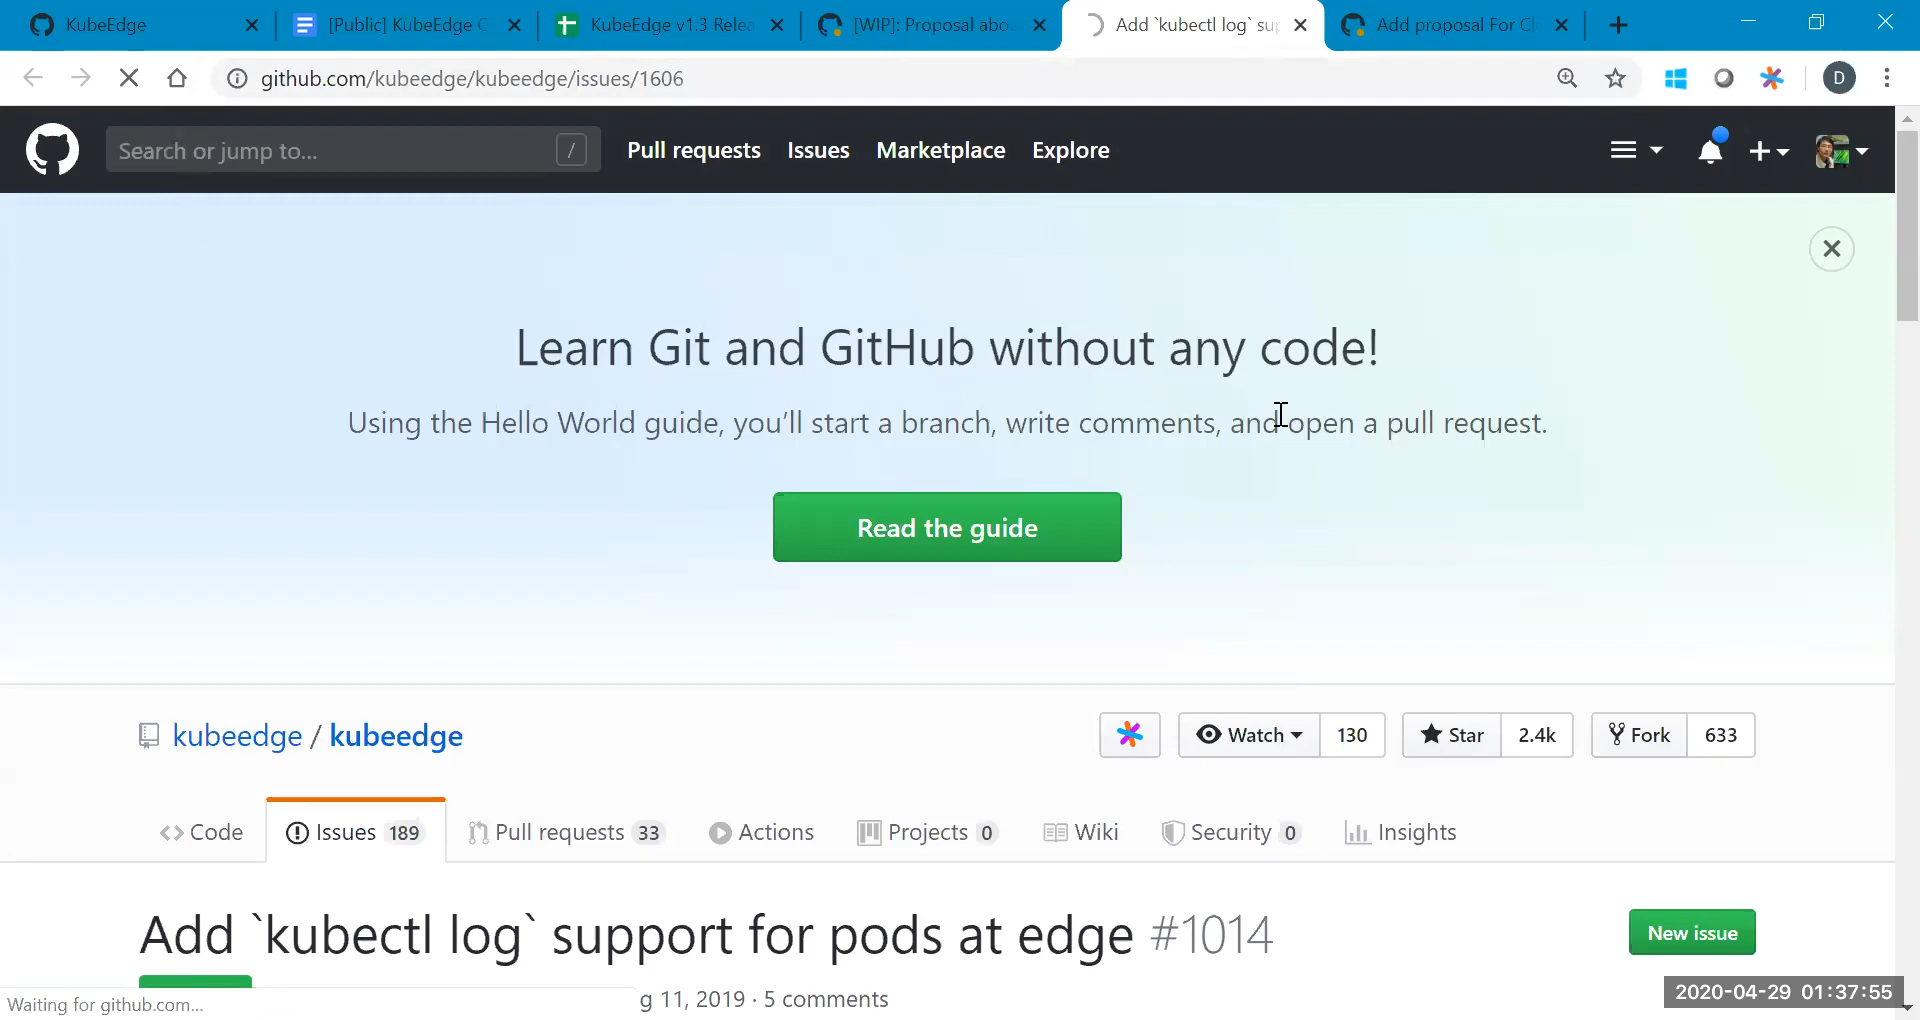 KubeEdge
[Public] KubeEdge C
KubeEdge v1.3 Relea
[WIP]: Proposal abo
Add `kubectl log` sup
Add proposal For Cl
github.com/kubeedge/kubeedge/issues/1606
D
Search or jump to...
/
Pull requests
Issues
Marketplace
Explore
Learn Git and GitHub without any code!
Using the Hello World guide, you’ll start a branch, write comments, and open a pull request.
Read the guide
kubeedge / kubeedge
Watch 130
Star 2.4k
Fork 633
Code
Issues 189
Pull requests 33
Actions
Projects 0
Wiki
Security 0
Insights
Add `kubectl log` support for pods at edge #1014
New issue
g 11, 2019 · 5 comments
Waiting for github.com...
2020-04-29 01:37:55